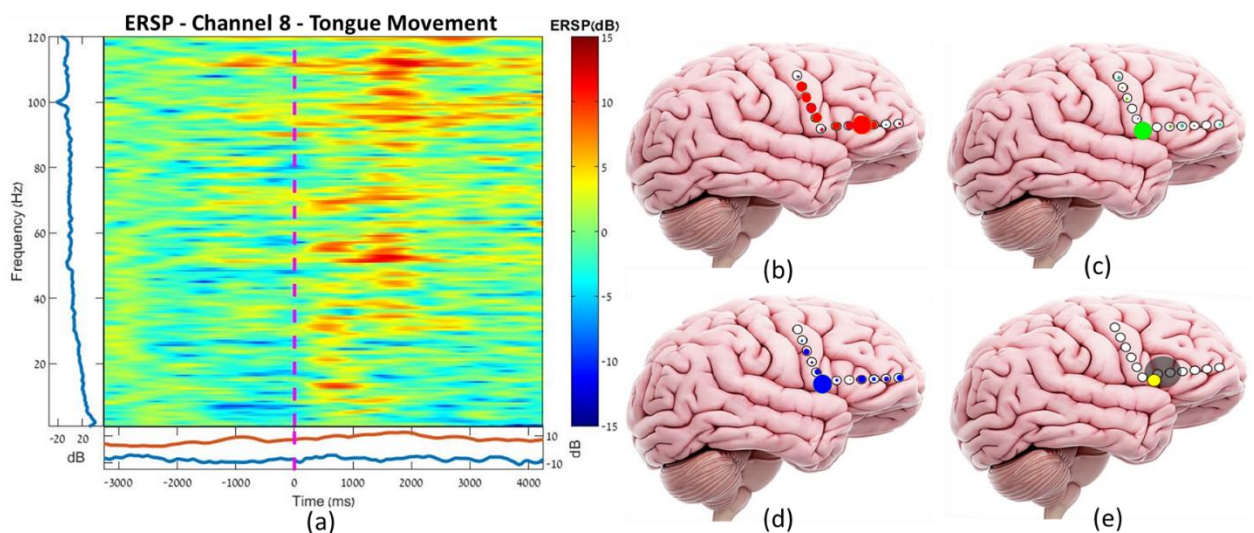 ERSP - Channel 8 - Tongue Movement
ERSP(dB)
120
100
80
60
40
20
Frequency (Hz)
15
10
5
0
-5
-10
-15
-20 20
dB
10
-10
dB
-3000 -2000 -1000 0 1000 2000 3000 4000
Time (ms)
(a)
(b)
(c)
(d)
(e)